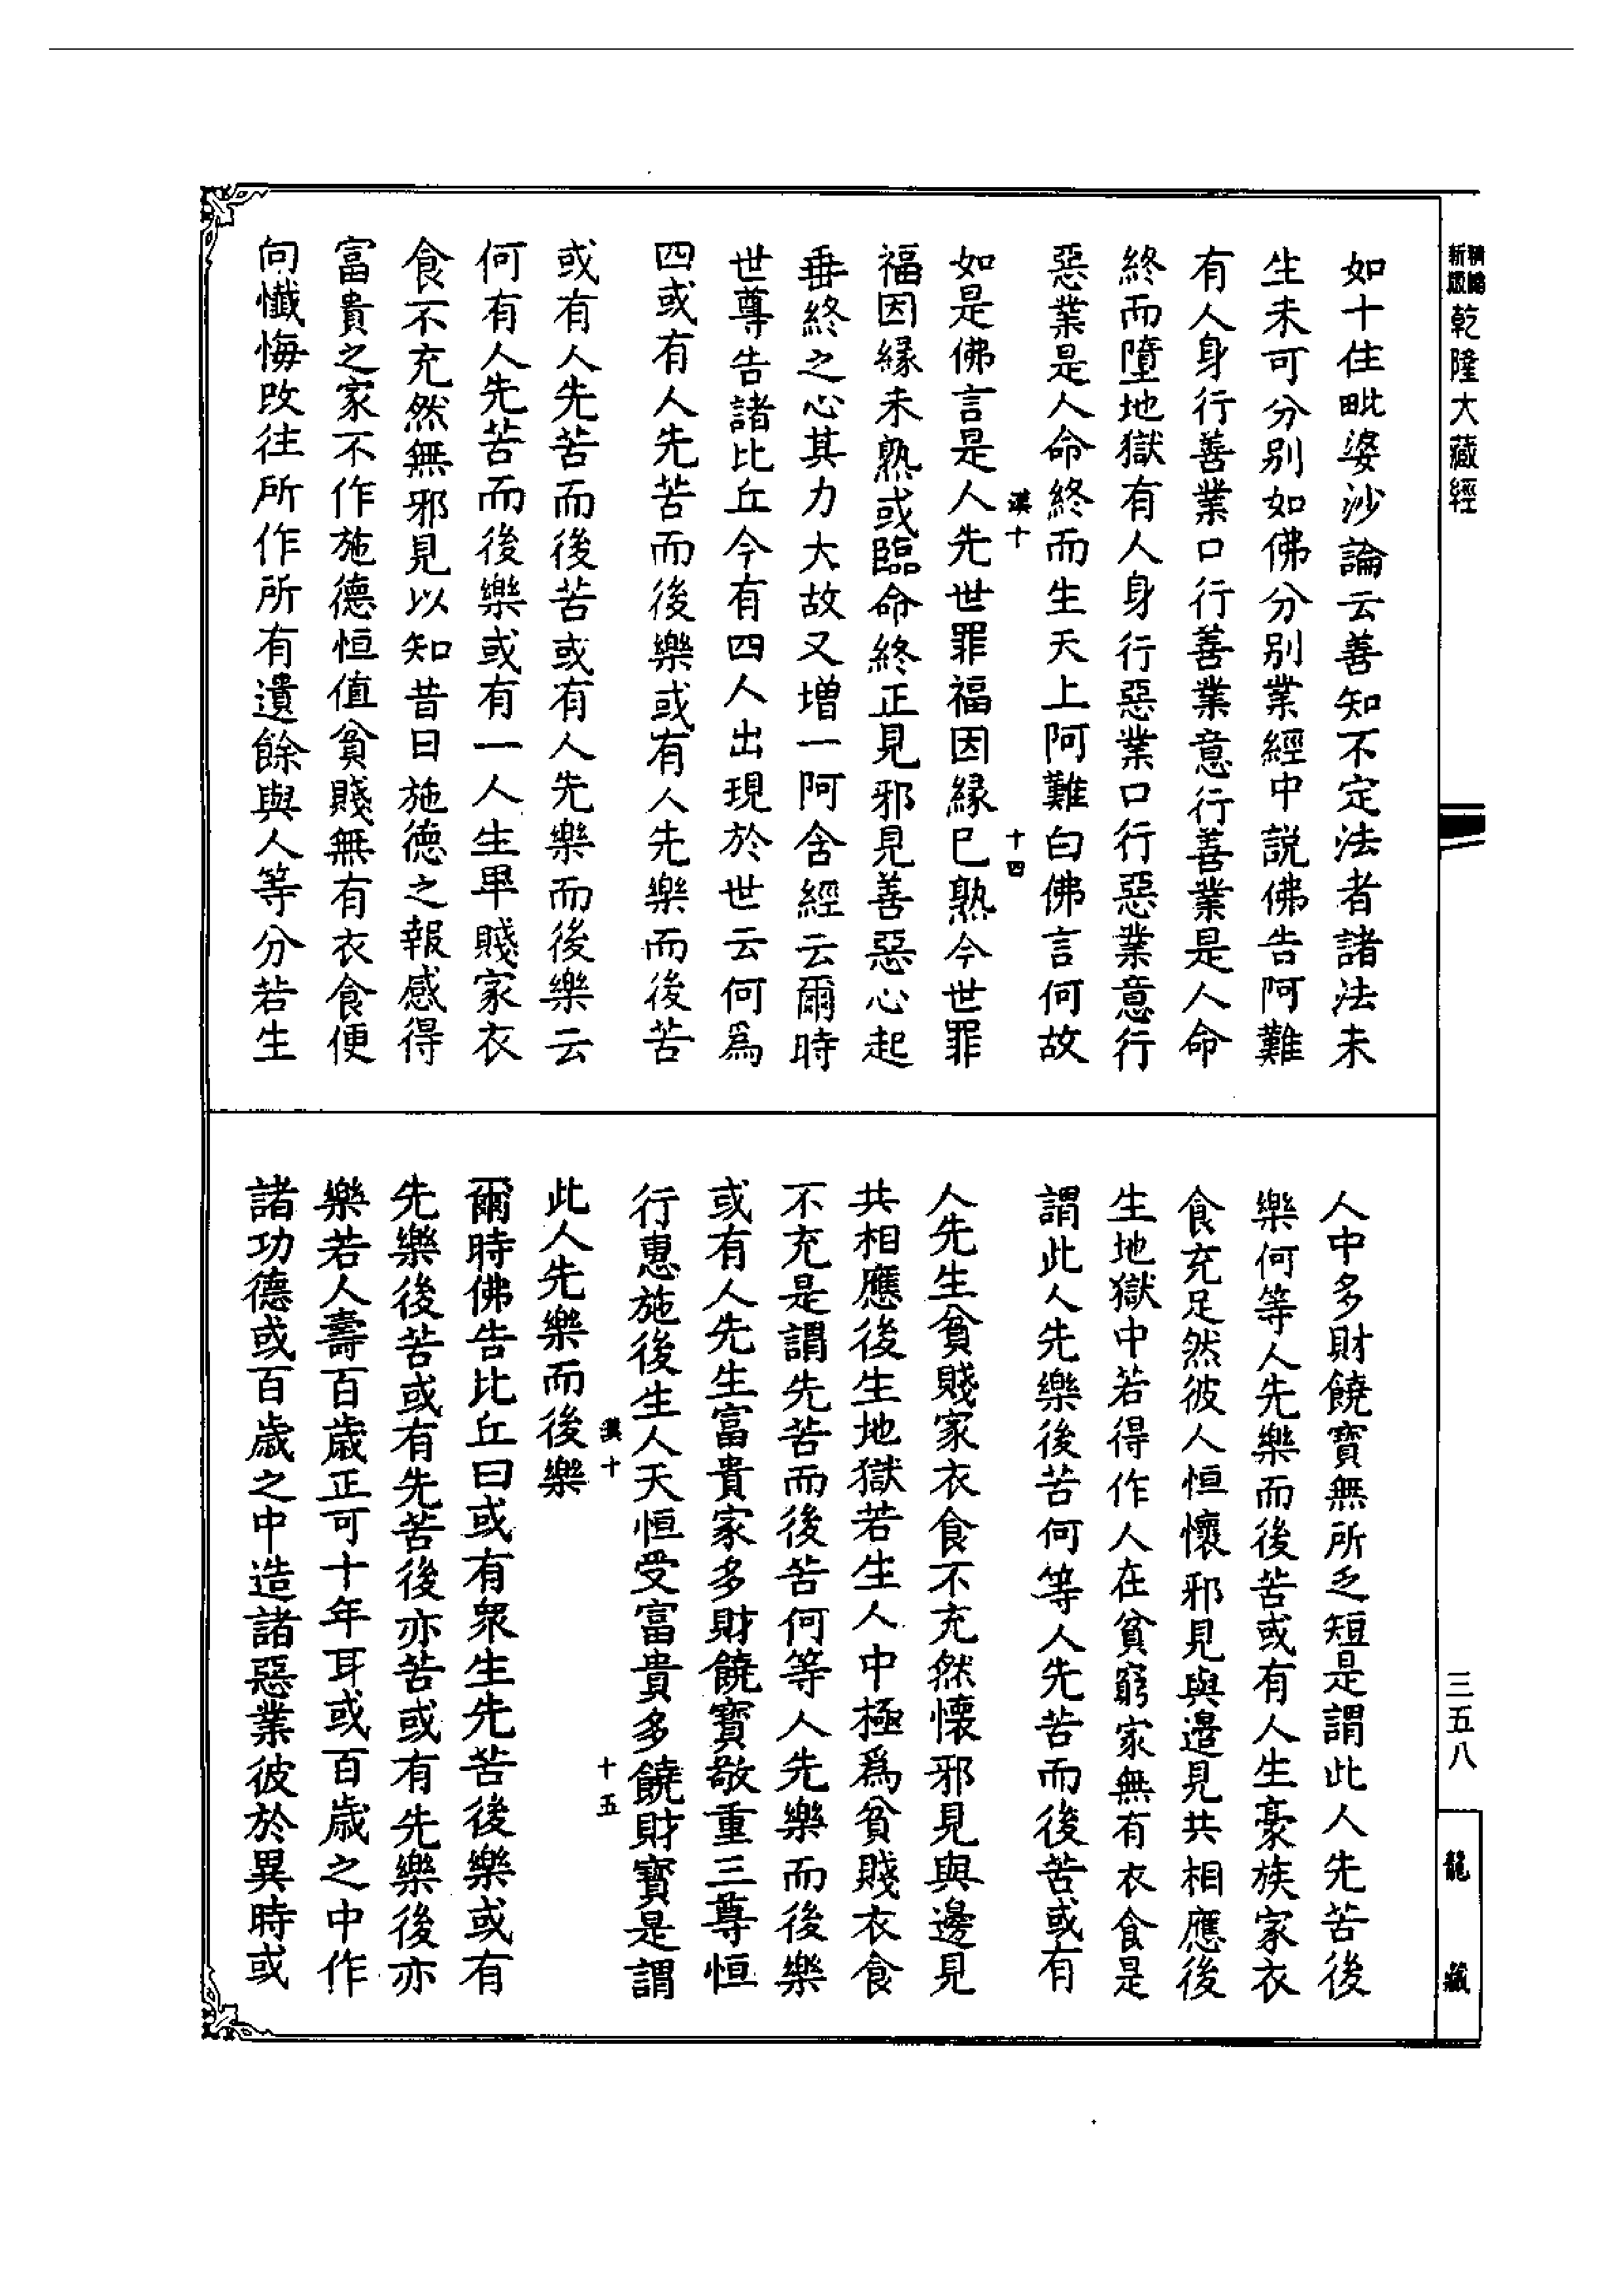 精編
新版
乾隆大藏經
如十住毗婆沙論云善知不定法者諸法未
生未可分别如佛分别業經中説佛告阿難
有人身行善業口行善業意行善業是人命
終而墮地獄有人身行惡業口行惡業意行
惡業是人命終而生天上阿難白佛言何故
漢十
十四
如是佛言是人先世罪福因緣已熟今世罪
福因緣未熟或臨命終正見邪見善惡心起
垂終之心其力大故又增一阿含經云爾時
世尊告諸比丘今有四人出現於世云何爲
四或有人先苦而後樂或有人先樂而後苦
或有人先苦而後苦或有人先樂而後樂云
何有人先苦而後樂或有一人生卑賤家衣
食不充然無邪見以知昔日施德之報感得
富貴之家不作施德恒值貧賤無有衣食便
向懺悔改往所作所有遺餘與人等分若生
人中多財饒寶無所乏短是謂此人先苦後
樂何等人先樂而後苦或有人生豪族家衣
食充足然彼人恒懷邪見與邉見共相應後
生地獄中若得作人在貧窮家無有衣食是
謂此人先樂後苦何等人先苦而後苦或有
人先生貧賤家衣食不充然懷邪見與邊見
共相應後生地獄若生人中極爲貧賤衣食
不充是謂先苦而後苦何等人先樂而後樂
或有人先生富貴家多財饒寶敬重三尊恒
行惠施後生人天恒受富貴多饒財寶是謂
漢十
十五
此人先樂而後樂
爾時佛告比丘曰或有衆生先苦後樂或有
先樂後苦或有先苦後亦苦或有先樂後亦
樂若人壽百歲正可十年耳或百歲之中作
諸功德或百歲之中造諸惡業彼於異時或
三五八
龍藏